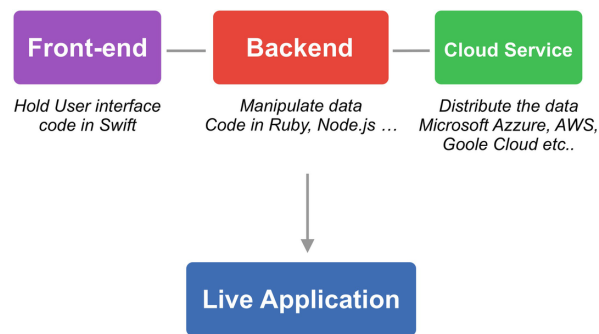 Front-end
Backend
Cloud Service
Hold User interface
code in Swift
Manipulate data
Code in Ruby, Node.js ...
Distribute the data
Microsoft Azzure, AWS,
Goole Cloud etc..
Live Application